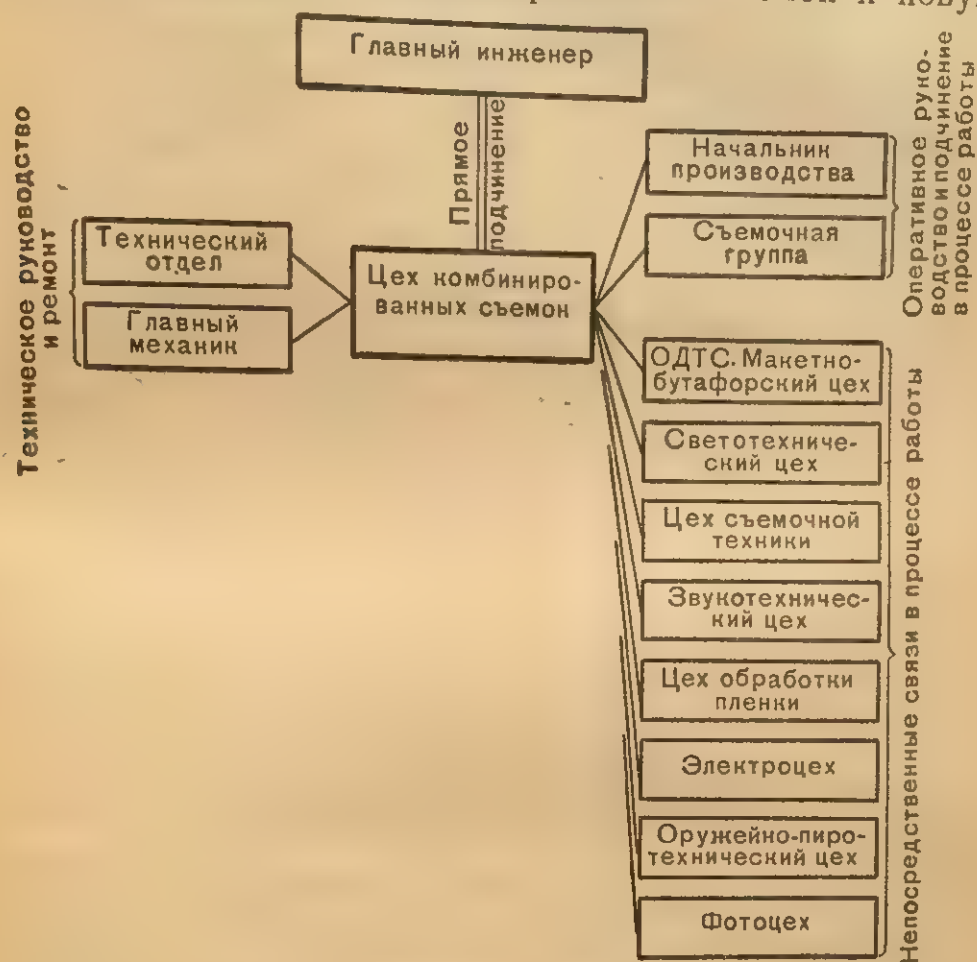 Главный инженер
Прямое
подчинение
Техническое руководство
и ремонт
Технический
отдел
Главный
механик
Цех комбиниро-
ванных съемок
Начальник
производства
Съемочная
группа
Оперативное руко-
водство и подчинение
в процессе работы
ОДТС. Макетно-
бутафорский цех
Светотехниче-
ский цех
Цех съемочной
техники
Звукотехничес-
кий цех
Цех обработки
пленки
Электроцех
Оружейно-пиро-
технический цех
Фотоцех
Непосредственные связи в процессе работы